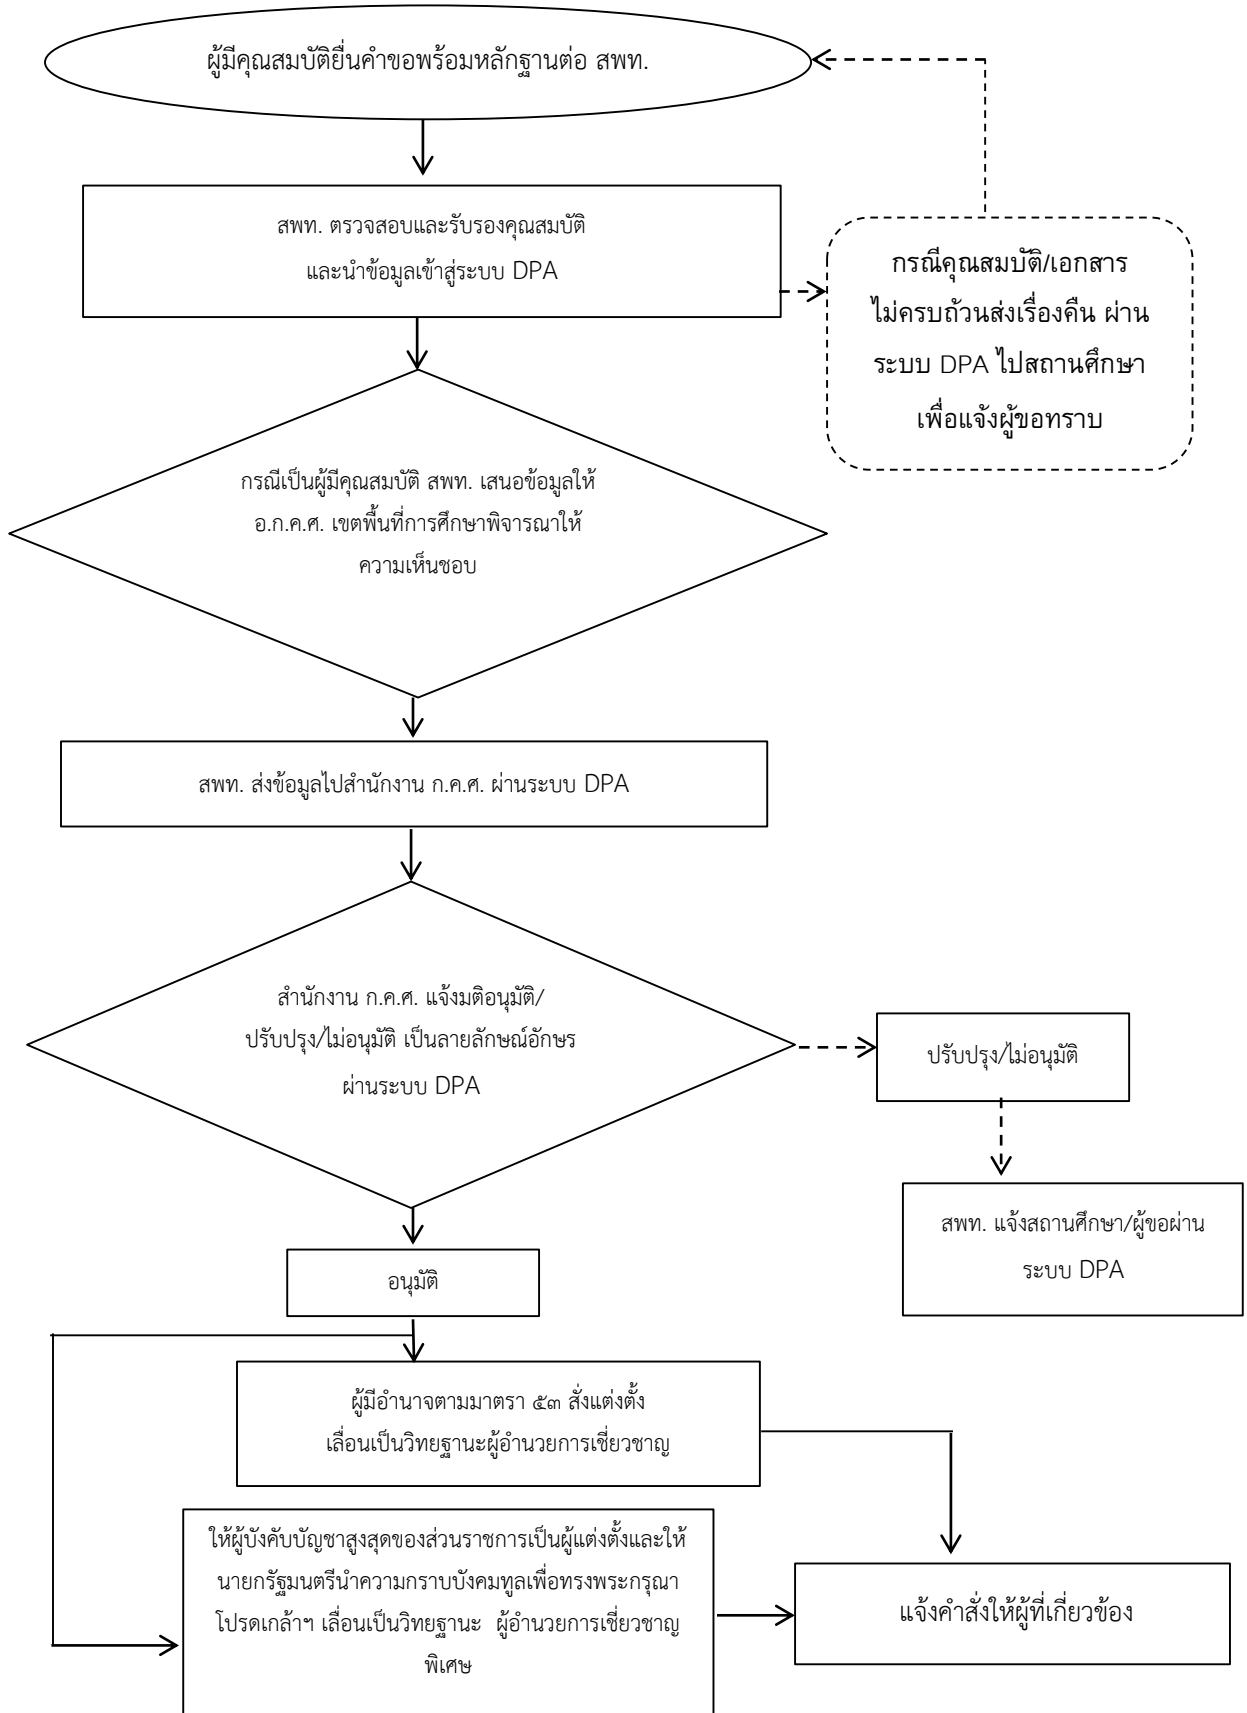 ผู้มีคุณสมบัติยื่นคำขอพร้อมหลักฐานต่อ สพท.
สพท. ตรวจสอบและรับรองคุณสมบัติ
และนำข้อมูลเข้าสู่ระบบ DPA
กรณีคุณสมบัติ/เอกสาร
ไม่ครบถ้วนส่งเรื่องคืน ผ่าน
ระบบ DPA ไปสถานศึกษา
เพื่อแจ้งผู้ขอทราบ
กรณีเป็นผู้มีคุณสมบัติ สพท. เสนอข้อมูลให้
อ.ก.ค.ศ. เขตพื้นที่การศึกษาพิจารณาให้
ความเห็นชอบ
สพท. ส่งข้อมูลไปสำนักงาน ก.ค.ศ. ผ่านระบบ DPA
สำนักงาน ก.ค.ศ. แจ้งมติอนุมัติ/
ปรับปรุง/ไม่อนุมัติ เป็นลายลักษณ์อักษร
ผ่านระบบ DPA
ปรับปรุง/ไม่อนุมัติ
สพท. แจ้งสถานศึกษา/ผู้ขอผ่าน
ระบบ DPA
อนุมัติ
ผู้มีอำนาจตามมาตรา ๕๓ สั่งแต่งตั้ง
เลื่อนเป็นวิทยฐานะผู้อำนวยการเชี่ยวชาญ
ให้ผู้บังคับบัญชาสูงสุดของส่วนราชการเป็นผู้แต่งตั้งและให้
นายกรัฐมนตรีนำความกราบบังคมทูลเพื่อทรงพระกรุณา
โปรดเกล้าฯ เลื่อนเป็นวิทยฐานะ ผู้อำนวยการเชี่ยวชาญ
พิเศษ
แจ้งคำสั่งให้ผู้ที่เกี่ยวข้อง